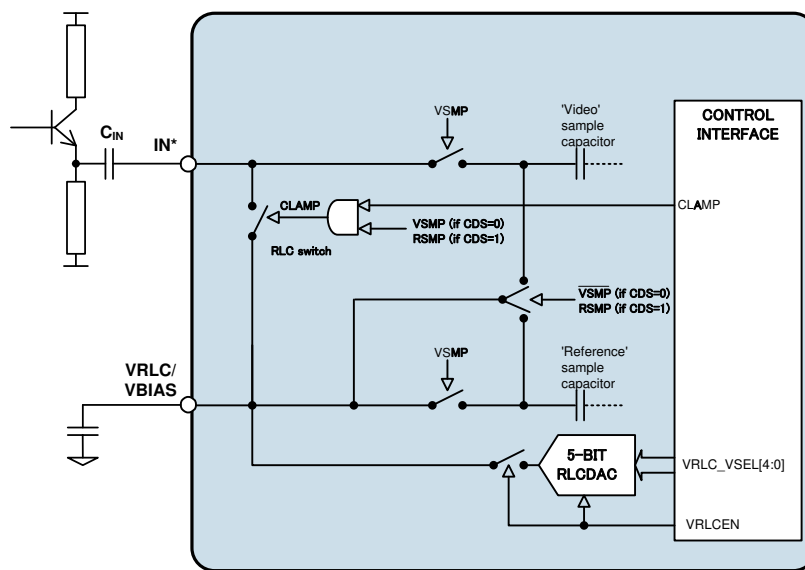 VSMP
'Video'
sample
capacitor
CONTROL
INTERFACE
CIN
IN*
CLAMP
CLAMP
VSMP (if CDS=0)
RSMP (if CDS=1)
RLC switch
VSMP (if CDS=0)
RSMP (if CDS=1)
VRLC/
VBIAS
VSMP
'Reference'
sample
capacitor
5-BIT
RLCDAC
VRLC_VSEL[4:0]
VRLCEN